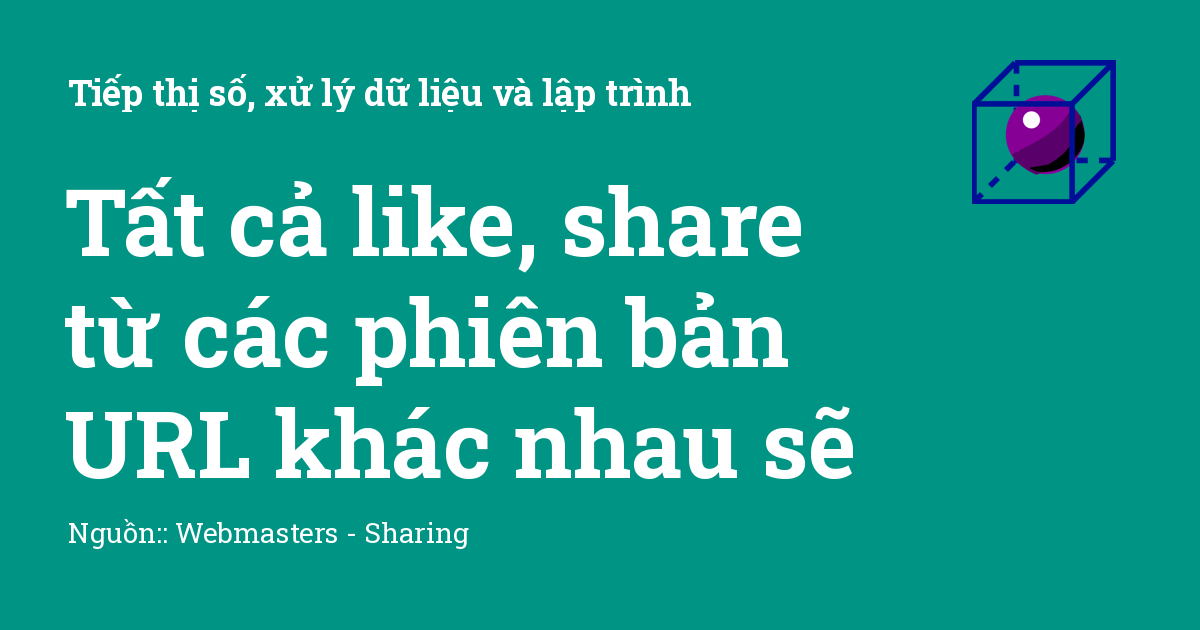 Tiếp thị số, xử lý dữ liệu và lập trình
Tất cả like, share
từ các phiên bản
URL khác nhau sẽ
Nguồn:: Webmasters - Sharing